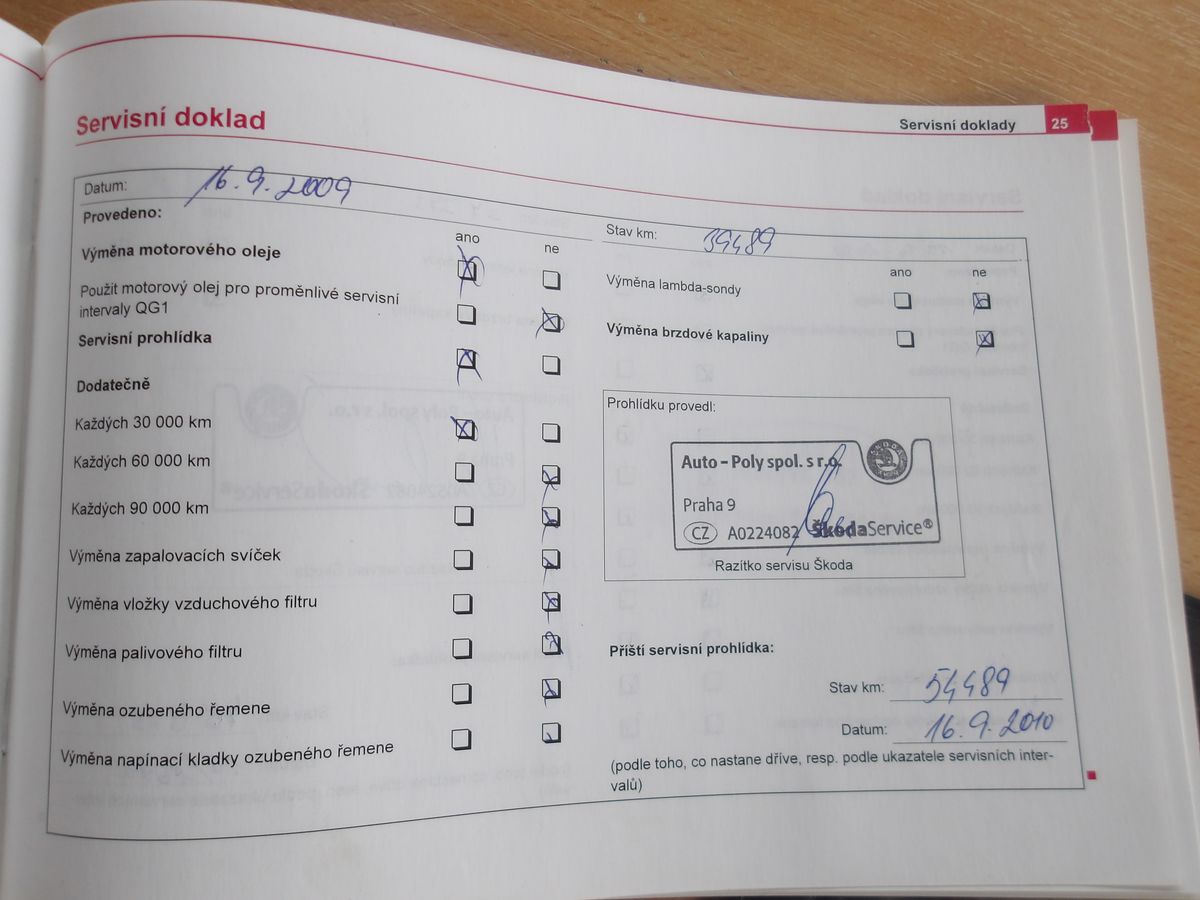 Servisní doklad
Servisní doklady 25
Datum: 16.9.2009
Provedeno:
ano ne
Výměna motorového oleje
Použit motorový olej pro proměnlivé servisní
intervaly QG1
Servisní prohlídka
Dodatečně
Každých 30 000 km
Každých 60 000 km
Každých 90 000 km
Výměna zapalovacích svíček
Výměna vložky vzduchového filtru
Výměna palivového filtru
Výměna ozubeného řemene
Výměna napínací kladky ozubeného řemene
Stav km: 39489
ano ne
Výměna lambda-sondy
Výměna brzdové kapaliny
Prohlídku provedl:
Auto – Poly spol. s r.o.
Praha 9
CZ A0224082 ŠkodaService®
Razítko servisu Škoda
Příští servisní prohlídka:
Stav km: 54489
Datum: 16.9.2010
(podle toho, co nastane dříve, resp. podle ukazatele servisních inter-
valů)